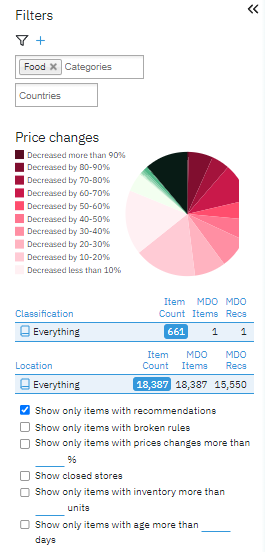 Filters
Food Categories
Countries
Price changes
Decreased more than 90%
Decreased by 80-90%
Decreased by 70-80%
Decreased by 60-70%
Decreased by 50-60%
Decreased by 40-50%
Decreased by 30-40%
Decreased by 20-30%
Decreased by 10-20%
Decreased less than 10%
Item MDO MDO
Classification Count Items Recs
Everything 661 1 1
Item MDO MDO
Location Count Items Recs
Everything 18,387 18,387 15,550
Show only items with recommendations
Show only items with broken rules
Show only items with prices changes more than
%
Show closed stores
Show only items with inventory more than
units
Show only items with age more than
days